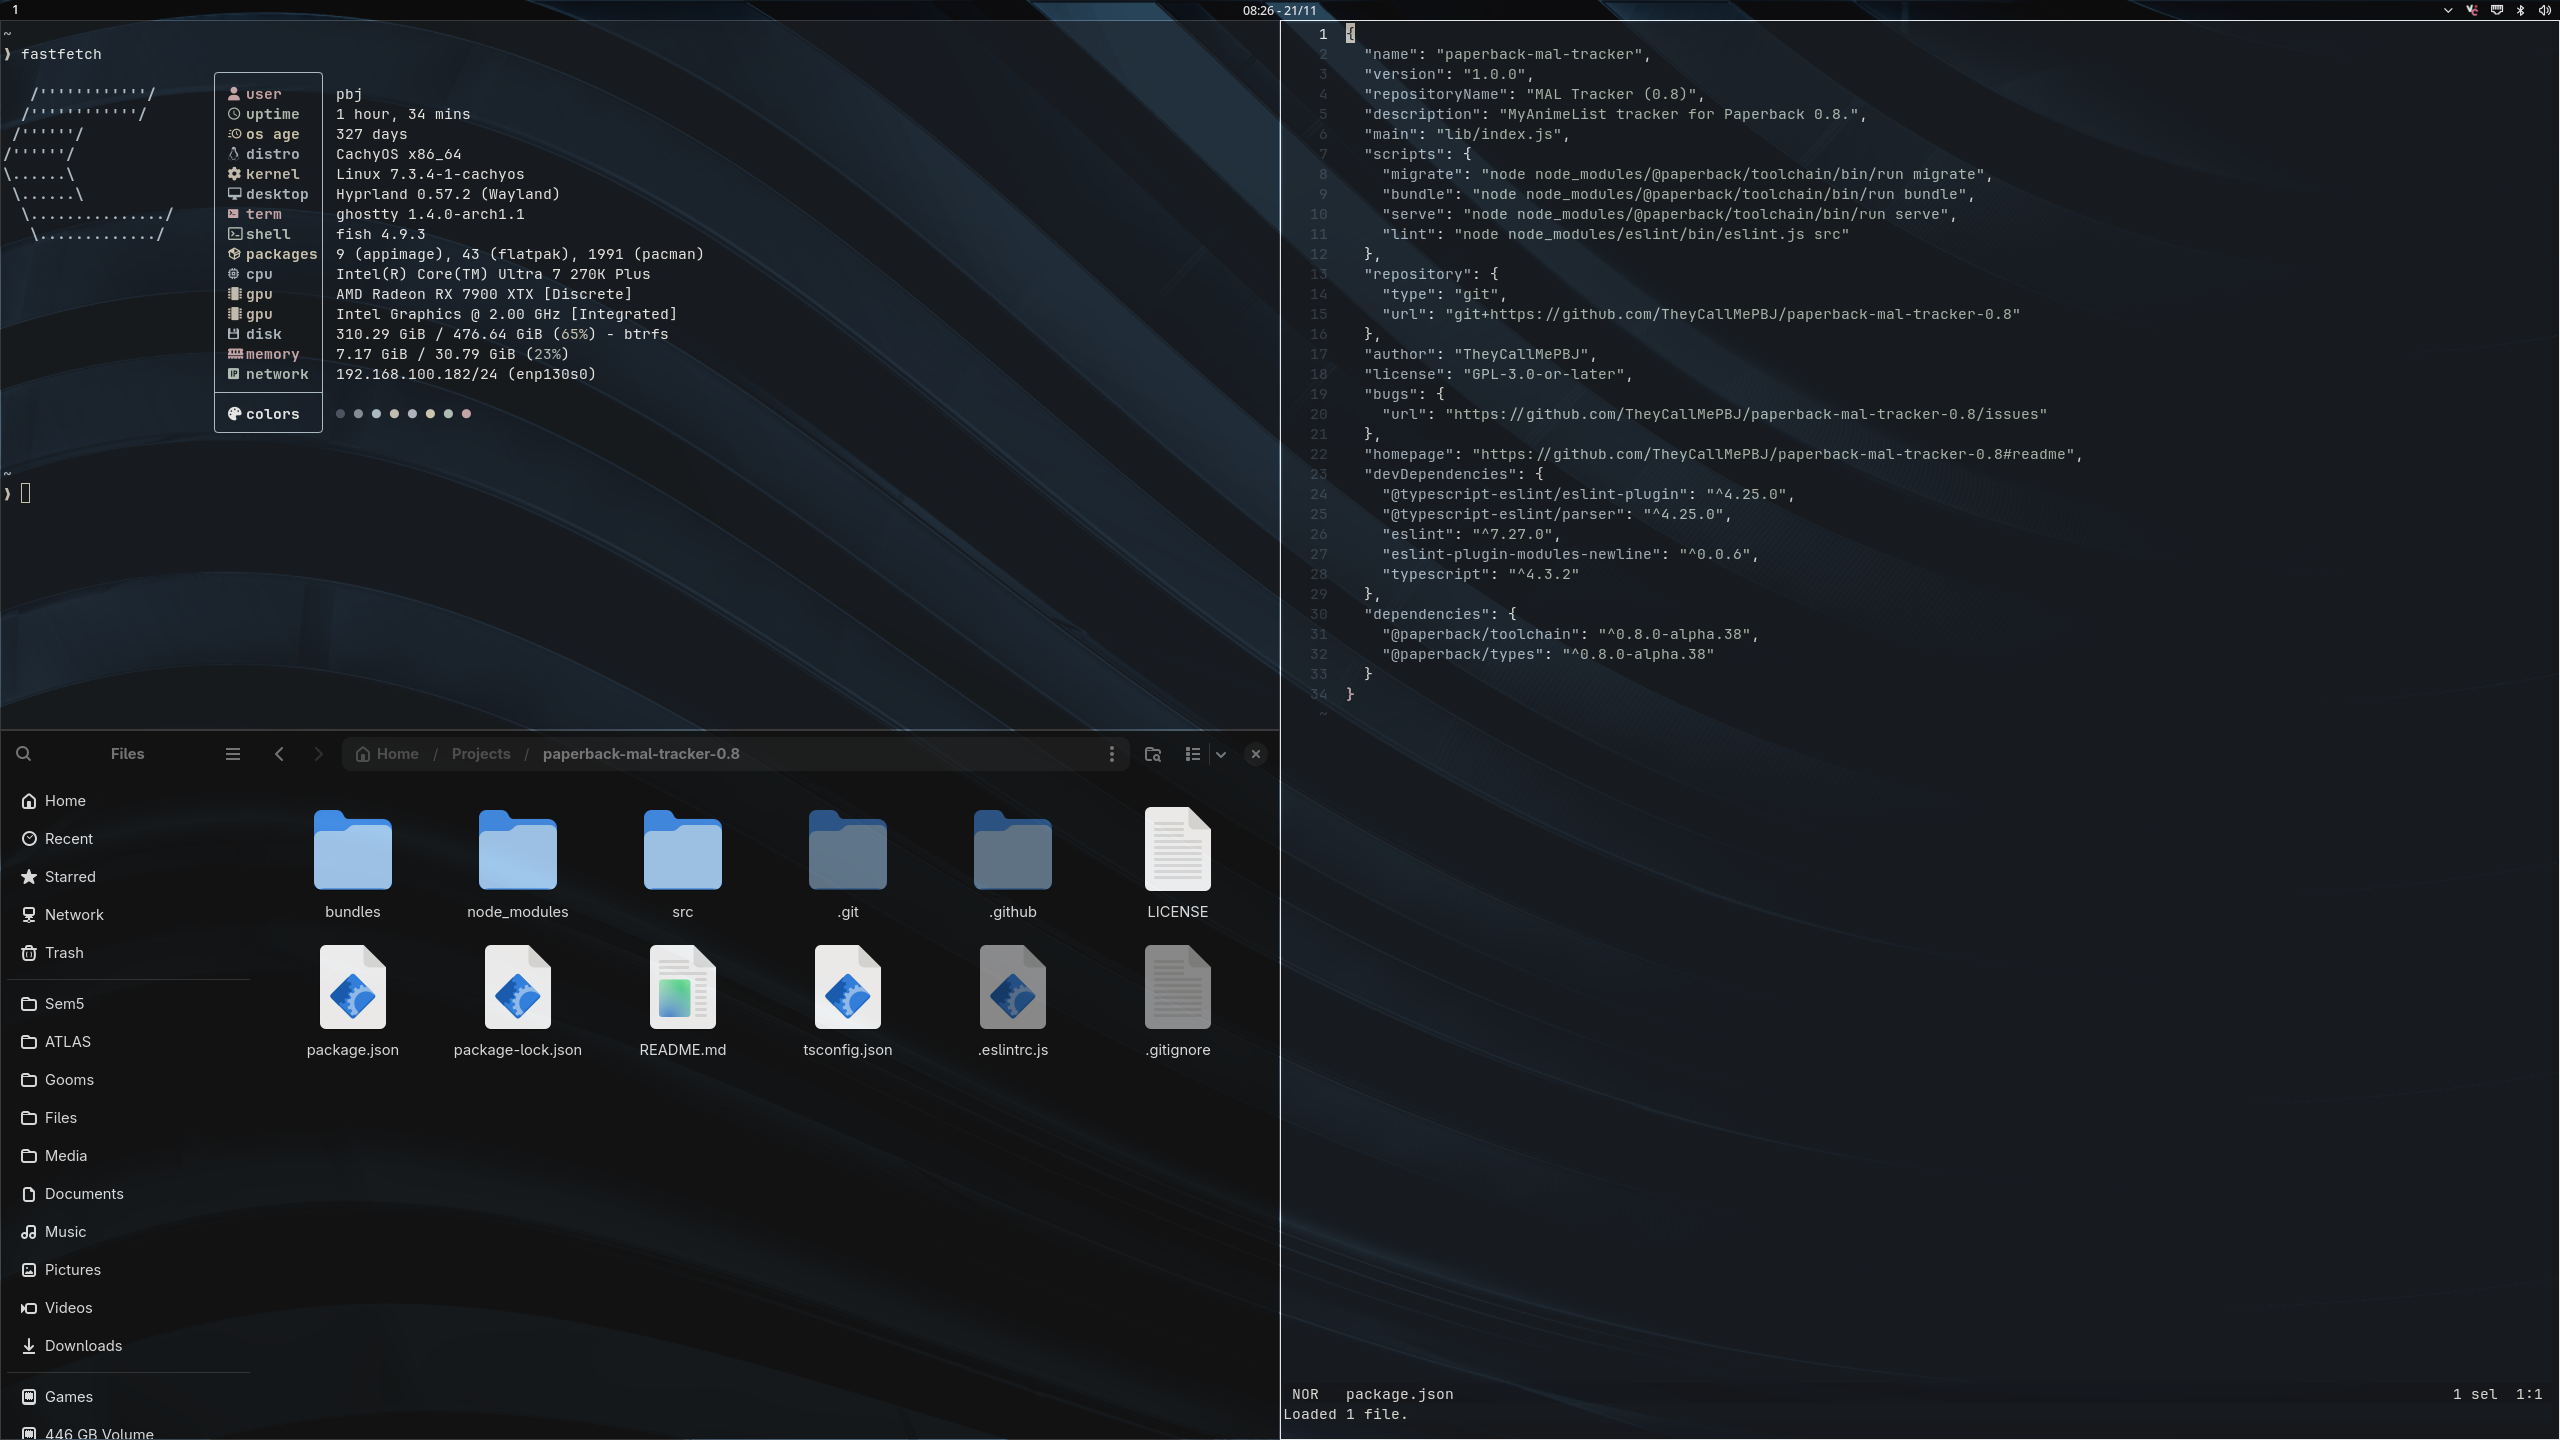 1
08:26 - 21/11
~
❫ fastfetch
/''''''''''''/
/''''''''''''/
/''''''/
/''''''/
\......\
\......\
\................/
\............../
user pbj
uptime 1 hour, 34 mins
os age 327 days
distro CachyOS x86_64
kernel Linux 7.3.4-1-cachyos
desktop Hyprland 0.57.2 (Wayland)
term ghostty 1.4.0-arch1.1
shell fish 4.9.3
packages 9 (appimage), 43 (flatpak), 1991 (pacman)
cpu Intel(R) Core(TM) Ultra 7 270K Plus
gpu AMD Radeon RX 7900 XTX [Discrete]
gpu Intel Graphics @ 2.00 GHz [Integrated]
disk 310.29 GiB / 476.64 GiB (65%) - btrfs
memory 7.17 GiB / 30.79 GiB (23%)
network 192.168.100.182/24 (enp130s0)
colors
~
❫
Files
Home / Projects / paperback-mal-tracker-0.8
Home
Recent
Starred
Network
Trash
Sem5
ATLAS
Gooms
Files
Media
Documents
Music
Pictures
Videos
Downloads
Games
446 GB Volume
bundles node_modules src .git .github LICENSE
package.json package-lock.json README.md tsconfig.json .eslintrc.js .gitignore
1 {
2 "name": "paperback-mal-tracker",
3 "version": "1.0.0",
4 "repositoryName": "MAL Tracker (0.8)",
5 "description": "MyAnimeList tracker for Paperback 0.8.",
6 "main": "lib/index.js",
7 "scripts": {
8 "migrate": "node node_modules/@paperback/toolchain/bin/run migrate",
9 "bundle": "node node_modules/@paperback/toolchain/bin/run bundle",
10 "serve": "node node_modules/@paperback/toolchain/bin/run serve",
11 "lint": "node node_modules/eslint/bin/eslint.js src"
12 },
13 "repository": {
14 "type": "git",
15 "url": "git+https://github.com/TheyCallMePBJ/paperback-mal-tracker-0.8"
16 },
17 "author": "TheyCallMePBJ",
18 "license": "GPL-3.0-or-later",
19 "bugs": {
20 "url": "https://github.com/TheyCallMePBJ/paperback-mal-tracker-0.8/issues"
21 },
22 "homepage": "https://github.com/TheyCallMePBJ/paperback-mal-tracker-0.8#readme",
23 "devDependencies": {
24 "@typescript-eslint/eslint-plugin": "^4.25.0",
25 "@typescript-eslint/parser": "^4.25.0",
26 "eslint": "^7.27.0",
27 "eslint-plugin-modules-newline": "^0.0.6",
28 "typescript": "^4.3.2"
29 },
30 "dependencies": {
31 "@paperback/toolchain": "^0.8.0-alpha.38",
32 "@paperback/types": "^0.8.0-alpha.38"
33 }
34 }
~
NOR package.json 1 sel 1:1
Loaded 1 file.